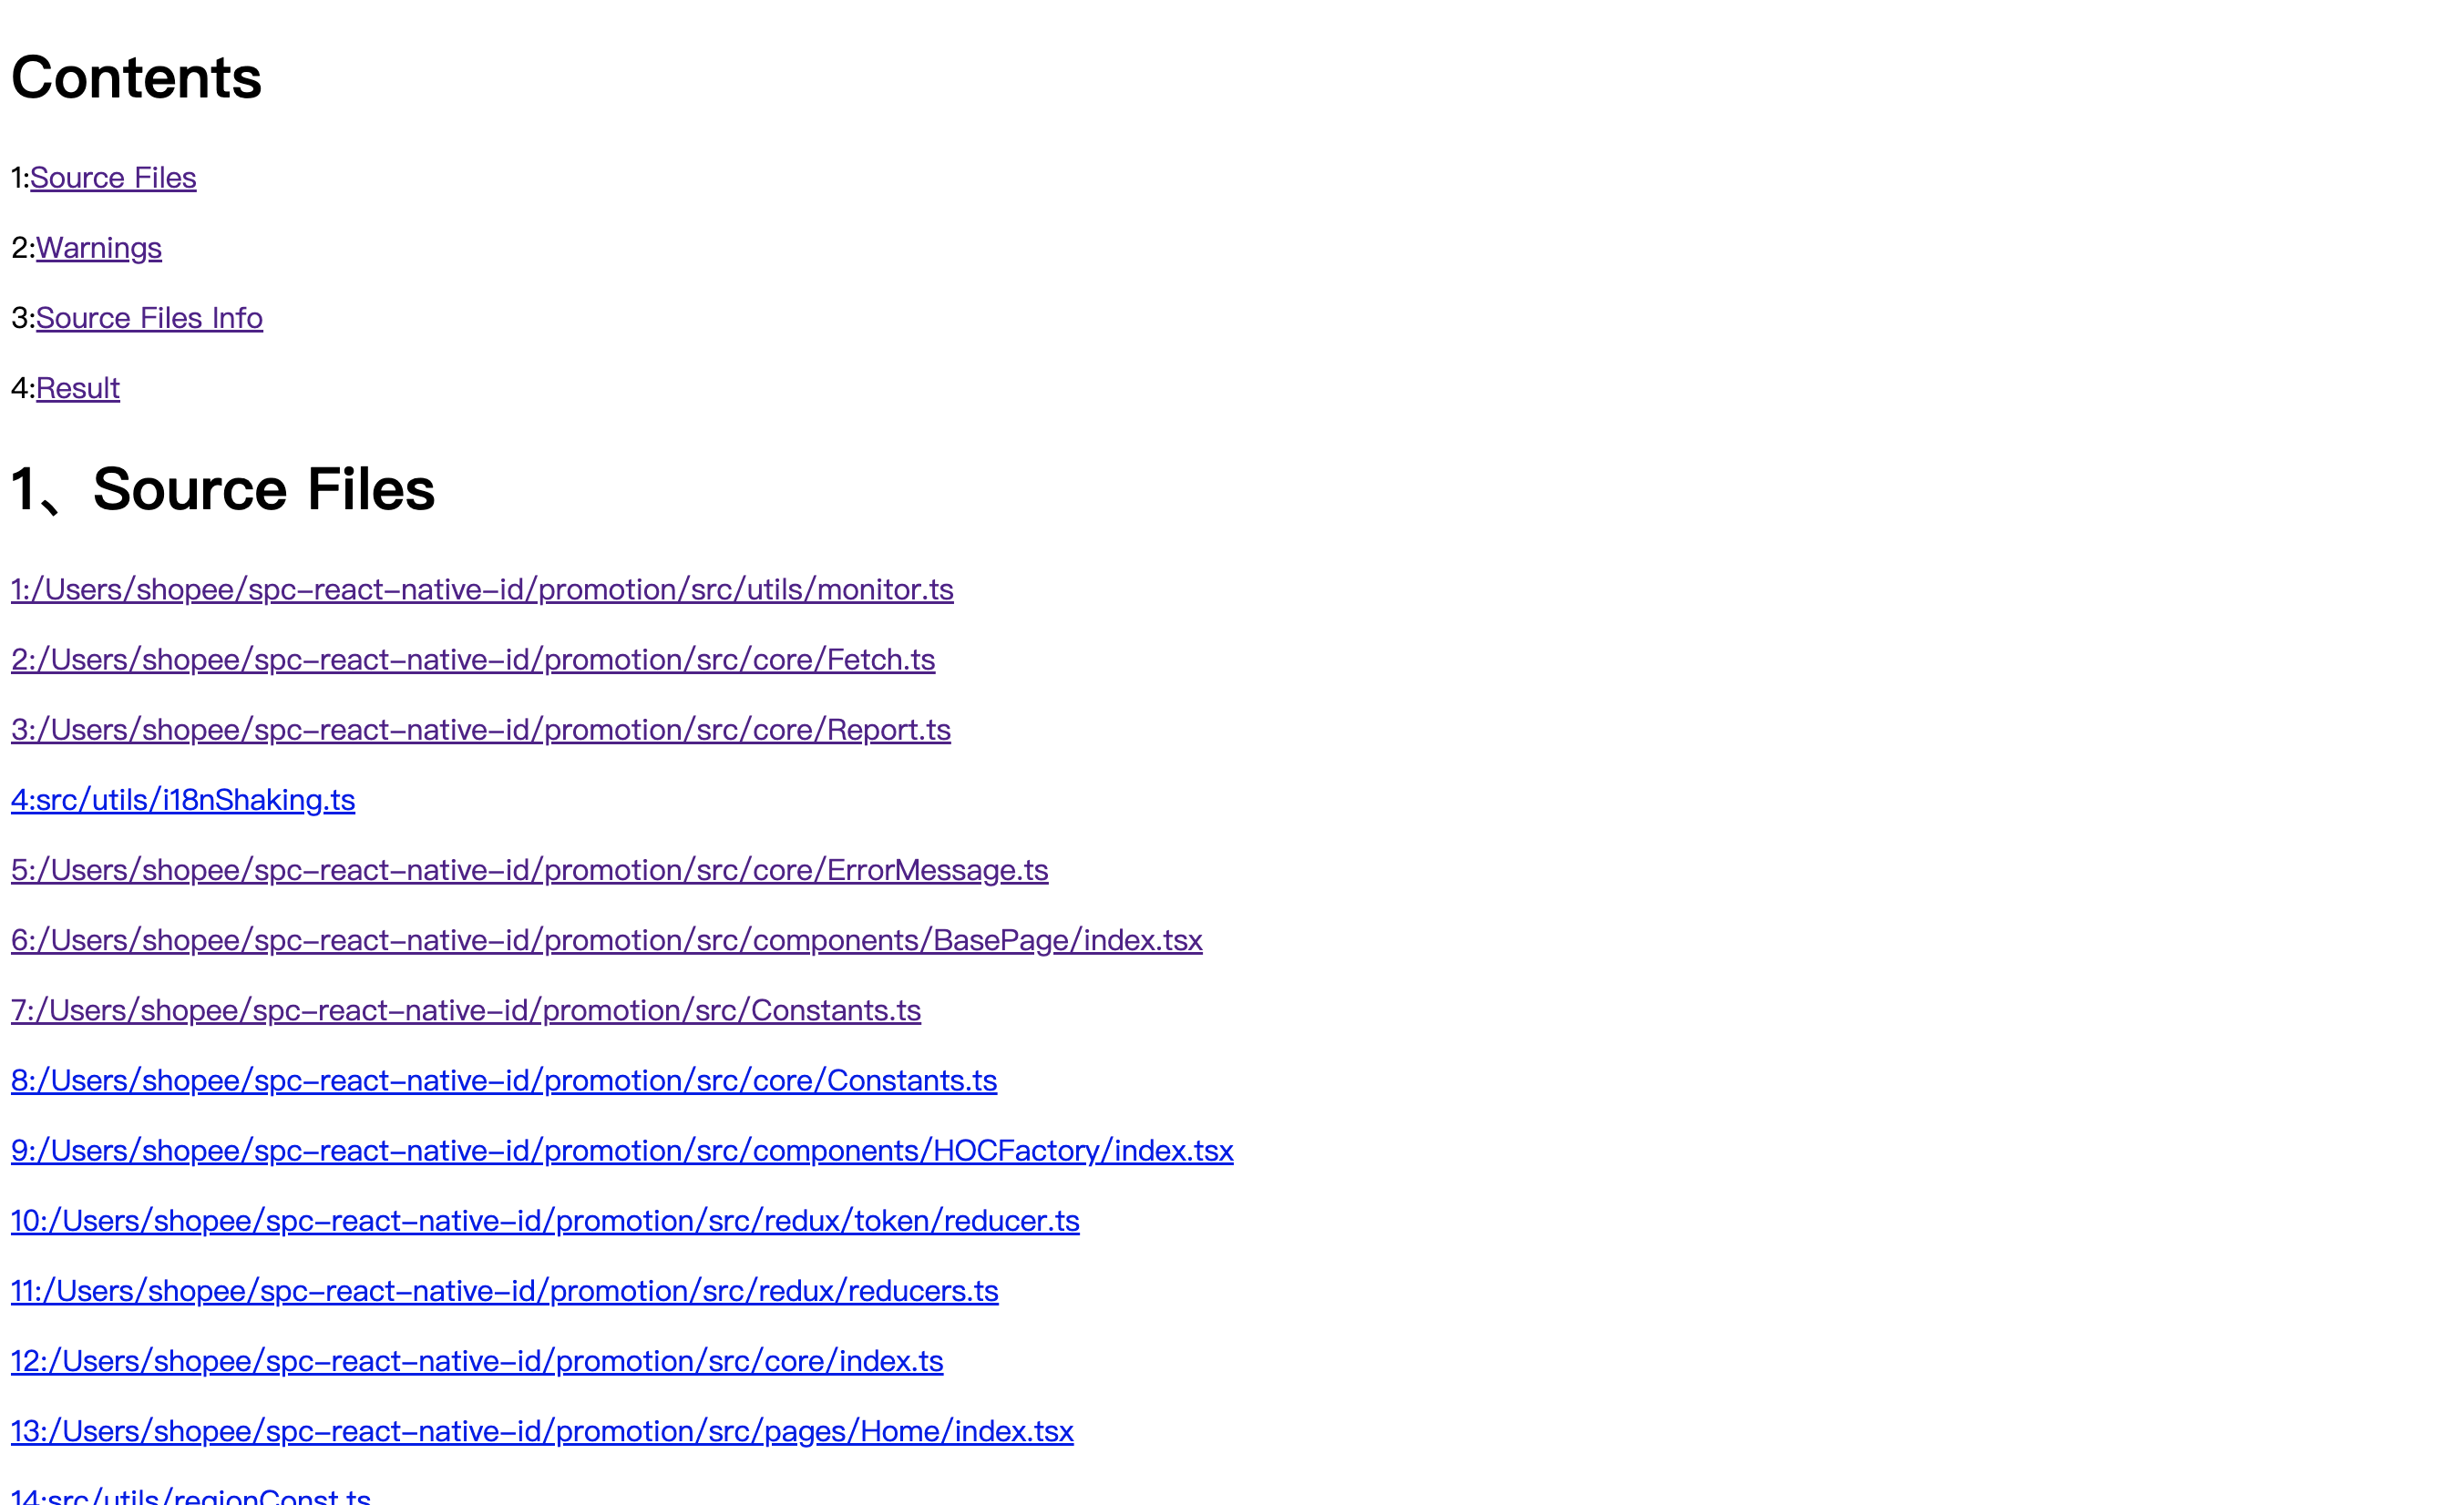 Contents
1:Source Files
2:Warnings
3:Source Files Info
4:Result
1、Source Files
1:/Users/shopee/spc-react-native-id/promotion/src/utils/monitor.ts
2:/Users/shopee/spc-react-native-id/promotion/src/core/Fetch.ts
3:/Users/shopee/spc-react-native-id/promotion/src/core/Report.ts
4:src/utils/i18nShaking.ts
5:/Users/shopee/spc-react-native-id/promotion/src/core/ErrorMessage.ts
6:/Users/shopee/spc-react-native-id/promotion/src/components/BasePage/index.tsx
7:/Users/shopee/spc-react-native-id/promotion/src/Constants.ts
8:/Users/shopee/spc-react-native-id/promotion/src/core/Constants.ts
9:/Users/shopee/spc-react-native-id/promotion/src/components/HOCFactory/index.tsx
10:/Users/shopee/spc-react-native-id/promotion/src/redux/token/reducer.ts
11:/Users/shopee/spc-react-native-id/promotion/src/redux/reducers.ts
12:/Users/shopee/spc-react-native-id/promotion/src/core/index.ts
13:/Users/shopee/spc-react-native-id/promotion/src/pages/Home/index.tsx
14:src/utils/regionConst.ts